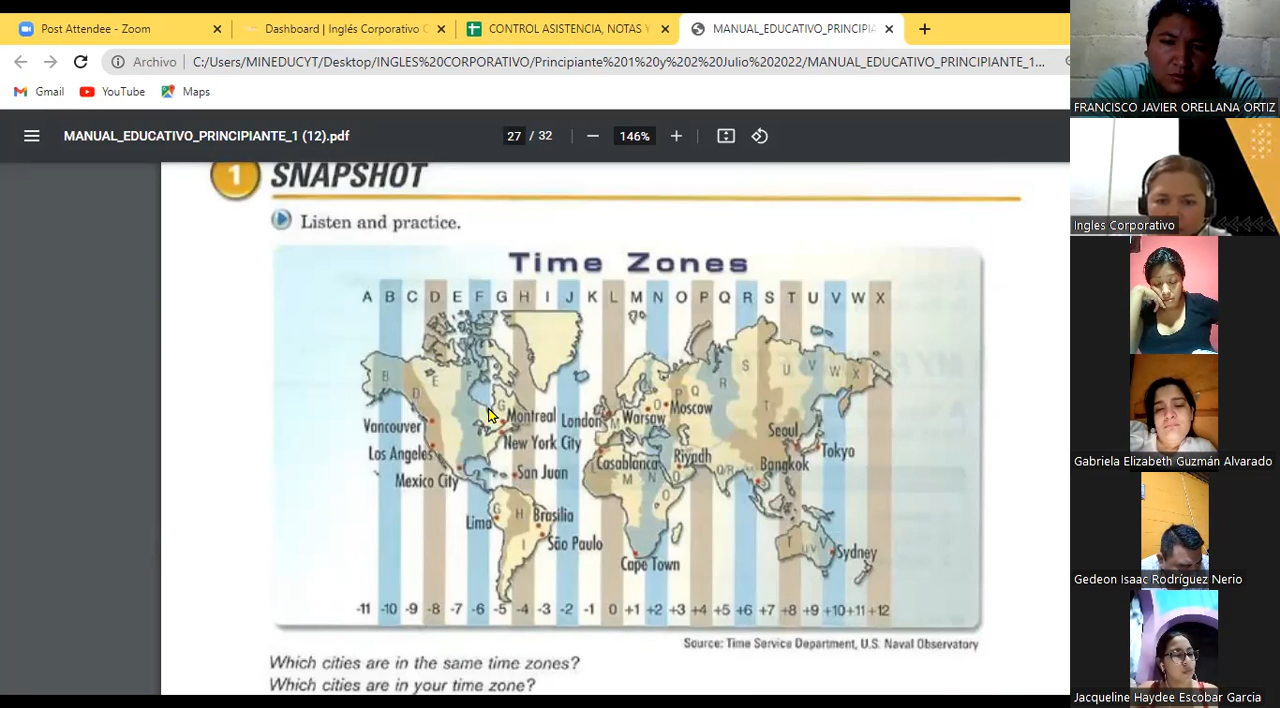 Post Attendee - Zoom
Dashboard | Inglés Corporativo
CONTROL ASISTENCIA, NOTAS Y
MANUAL_EDUCATIVO_PRINCIPIA
Archivo
C:/Users/MINEDUCYT/Desktop/INGLES%20CORPORATIVO/Principiante%201%20y%202%20Julio%202022/MANUAL_EDUCATIVO_PRINCIPIANTE_1...
Gmail YouTube Maps
MANUAL_EDUCATIVO_PRINCIPIANTE_1 (12).pdf
27 / 32
146%
1 SNAPSHOT
Listen and practice.
Time Zones
A B C D E F G H I J K L M N O P Q R S T U V W X
B D E F G M N O P Q R S T U V W X
Vancouver
Montreal
London
Warsaw
Moscow
Los Angeles
New York City
Seoul
Tokyo
Mexico City
San Juan
Casablanca
Riyadh
Bangkok
Lima
Brasília
São Paulo
Cape Town
Sydney
-11 -10 -9 -8 -7 -6 -5 -4 -3 -2 -1 0 +1 +2 +3 +4 +5 +6 +7 +8 +9 +10 +11 +12
Source: Time Service Department, U.S. Naval Observatory
Which cities are in the same time zones?
Which cities are in your time zone?
FRANCISCO JAVIER ORELLANA ORTIZ
Ingles Corporativo
Gabriela Elizabeth Guzmán Alvarado
Gedeon Isaac Rodríguez Nerio
Jacqueline Haydee Escobar Garcia